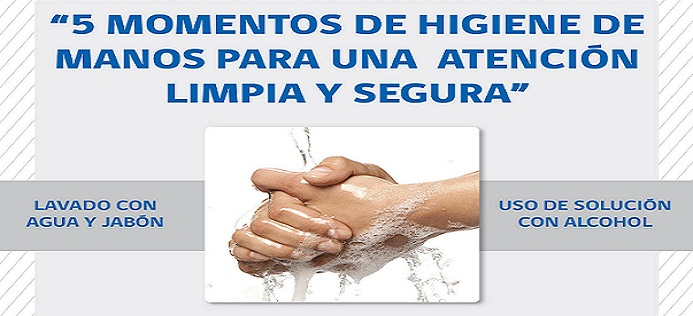 “5 MOMENTOS DE HIGIENE DE
MANOS PARA UNA ATENCIÓN
LIMPIA Y SEGURA”
LAVADO CON
AGUA Y JABÓN
USO DE SOLUCIÓN
CON ALCOHOL